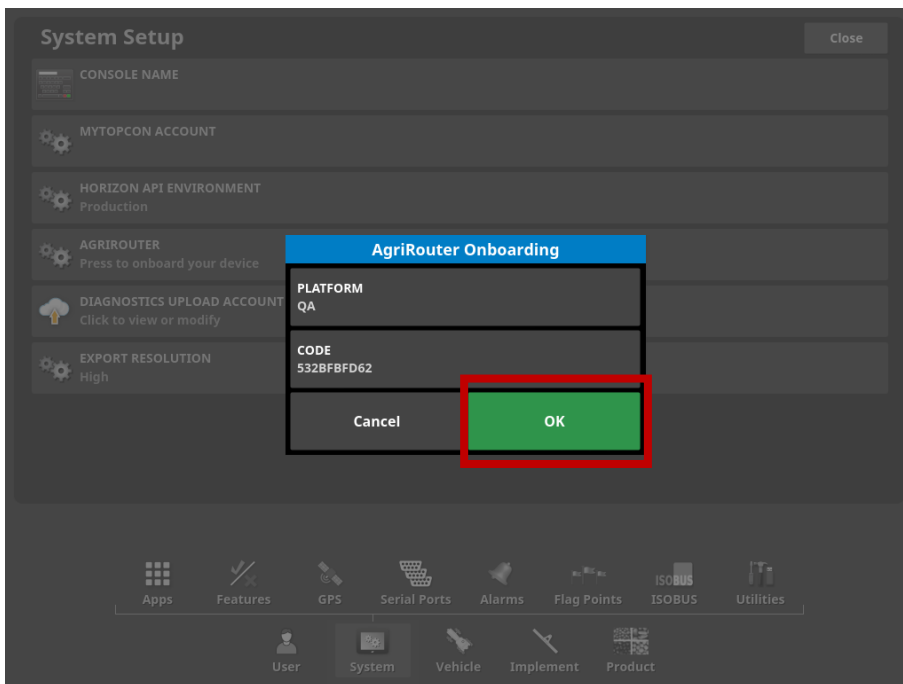 System Setup
Close
CONSOLE NAME
MYTOPCON ACCOUNT
HORIZON API ENVIRONMENT
Production
AGRIROUTER
Press to onboard your device
DIAGNOSTICS UPLOAD ACCOUNT
Click to view or modify
EXPORT RESOLUTION
High
AgriRouter Onboarding
PLATFORM
QA
CODE
532BFBFD62
Cancel OK
Apps Features GPS Serial Ports Alarms Flag Points ISOBUS ISOBUS Utilities
User System Vehicle Implement Product